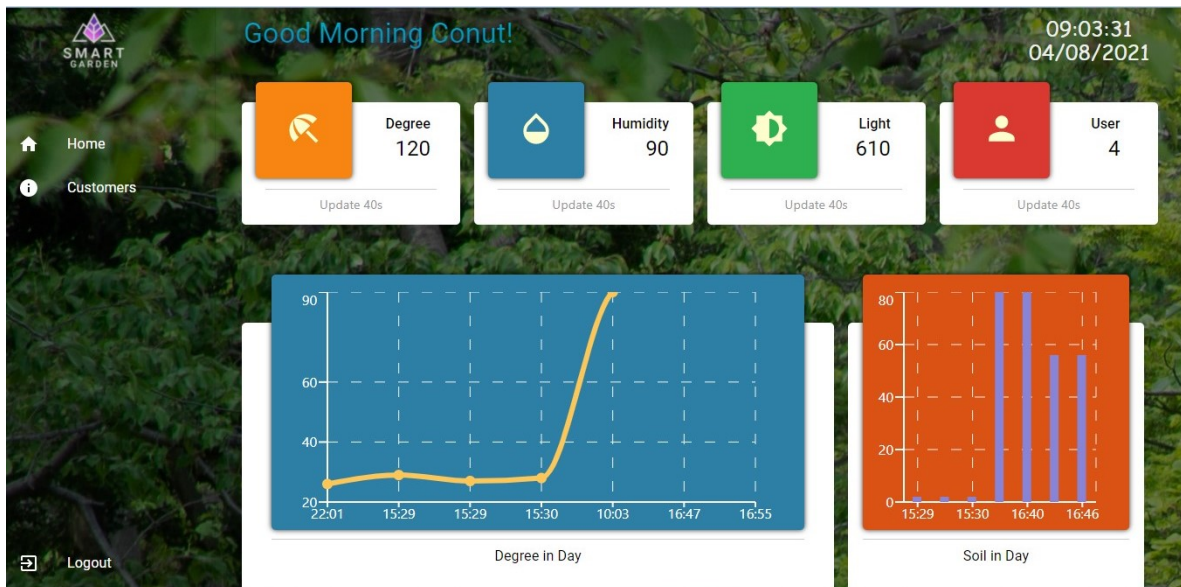 SMART
GARDEN
Good Morning Conut!
09:03:31
04/08/2021
Home
Customers
Logout
Degree
120
Update 40s
Humidity
90
Update 40s
Light
610
Update 40s
User
4
Update 40s
90
60
40
20
22:01 15:29 15:29 15:30 10:03 16:47 16:55
Degree in Day
80
60
40
20
0
15:29 15:30 16:40 16:46
Soil in Day